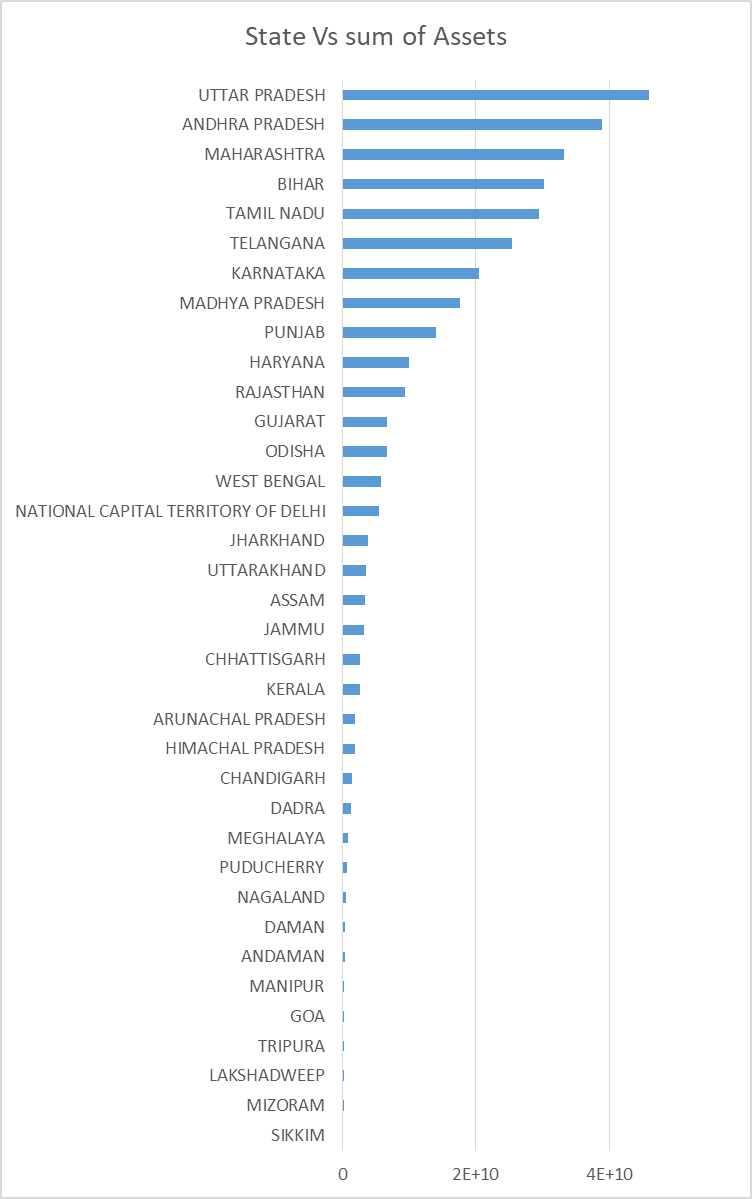 State Vs sum of Assets
UTTAR PRADESH
ANDHRA PRADESH
MAHARASHTRA
BIHAR
TAMIL NADU
TELANGANA
KARNATAKA
MADHYA PRADESH
PUNJAB
HARYANA
RAJASTHAN
GUJARAT
ODISHA
WEST BENGAL
NATIONAL CAPITAL TERRITORY OF DELHI
JHARKHAND
UTTARAKHAND
ASSAM
JAMMU
CHHATTISGARH
KERALA
ARUNACHAL PRADESH
HIMACHAL PRADESH
CHANDIGARH
DADRA
MEGHALAYA
PUDUCHERRY
NAGALAND
DAMAN
ANDAMAN
MANIPUR
GOA
TRIPURA
LAKSHADWEEP
MIZORAM
SIKKIM
0 2E+10 4E+10